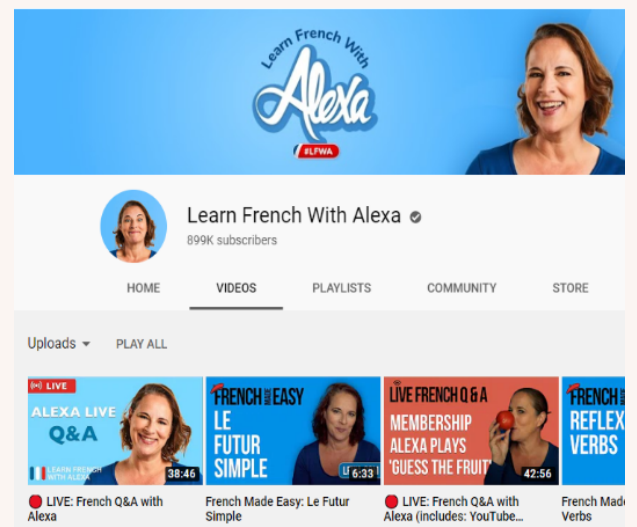 Learn French With
Alexa
#LFWA
Learn French With Alexa
899K subscribers
HOME VIDEOS PLAYLISTS COMMUNITY STORE
Uploads PLAY ALL
LIVE
ALEXA LIVE
Q&A
LEARN FRENCH
WITH ALEXA
38:46
FRENCH MADE EASY
LE
FUTUR
SIMPLE
6:33
LIVE FRENCH Q & A
MEMBERSHIP
ALEXA PLAYS
'GUESS THE FRUIT'
42:56
FRENCH
REFLEX
VERBS
LIVE: French Q&A with
Alexa
French Made Easy: Le Futur
Simple
LIVE: French Q&A with
Alexa (includes: YouTube...
French Made
Verbs